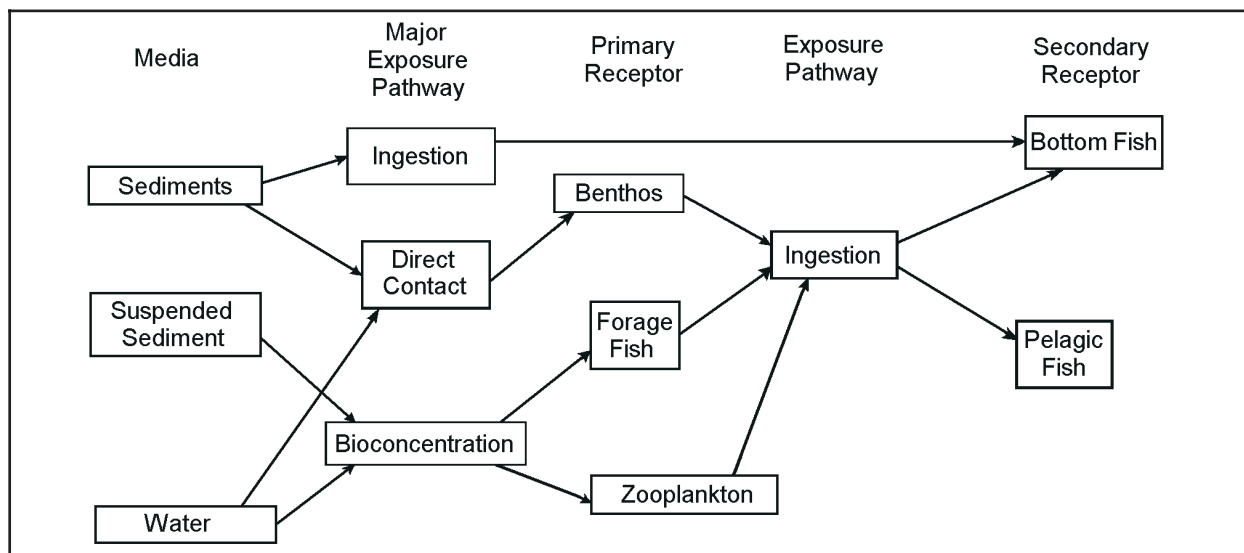 Media
Major
Exposure
Pathway
Primary
Receptor
Exposure
Pathway
Secondary
Receptor
Ingestion
Bottom Fish
Sediments
Benthos
Direct
Contact
Ingestion
Suspended
Sediment
Forage
Fish
Pelagic
Fish
Bioconcentration
Zooplankton
Water